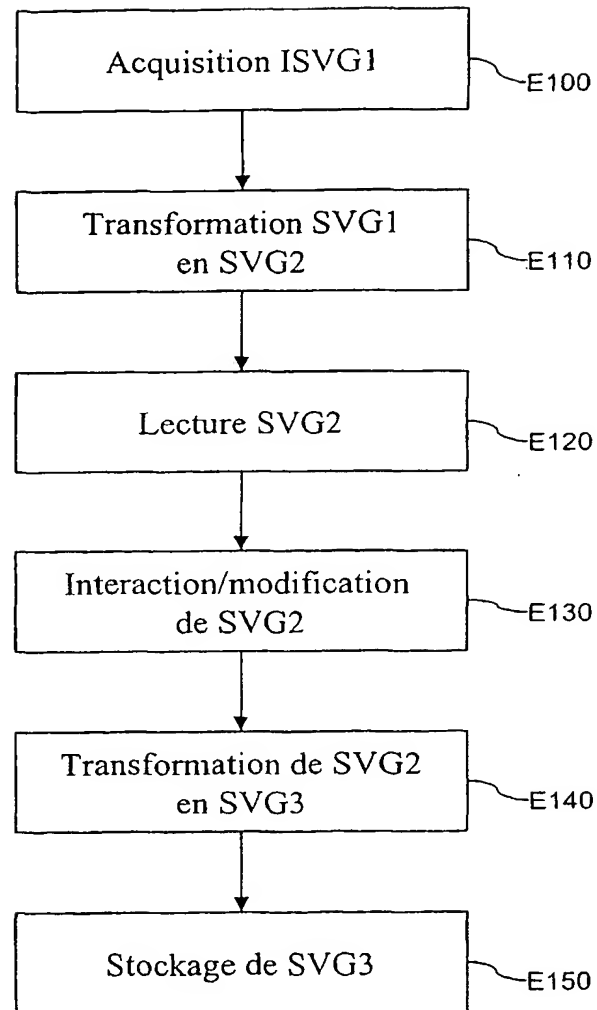 Acquisition ISVG1
E100
Transformation SVG1
en SVG2
E110
Lecture SVG2
E120
Interaction/modification
de SVG2
E130
Transformation de SVG2
en SVG3
E140
Stockage de SVG3
E150